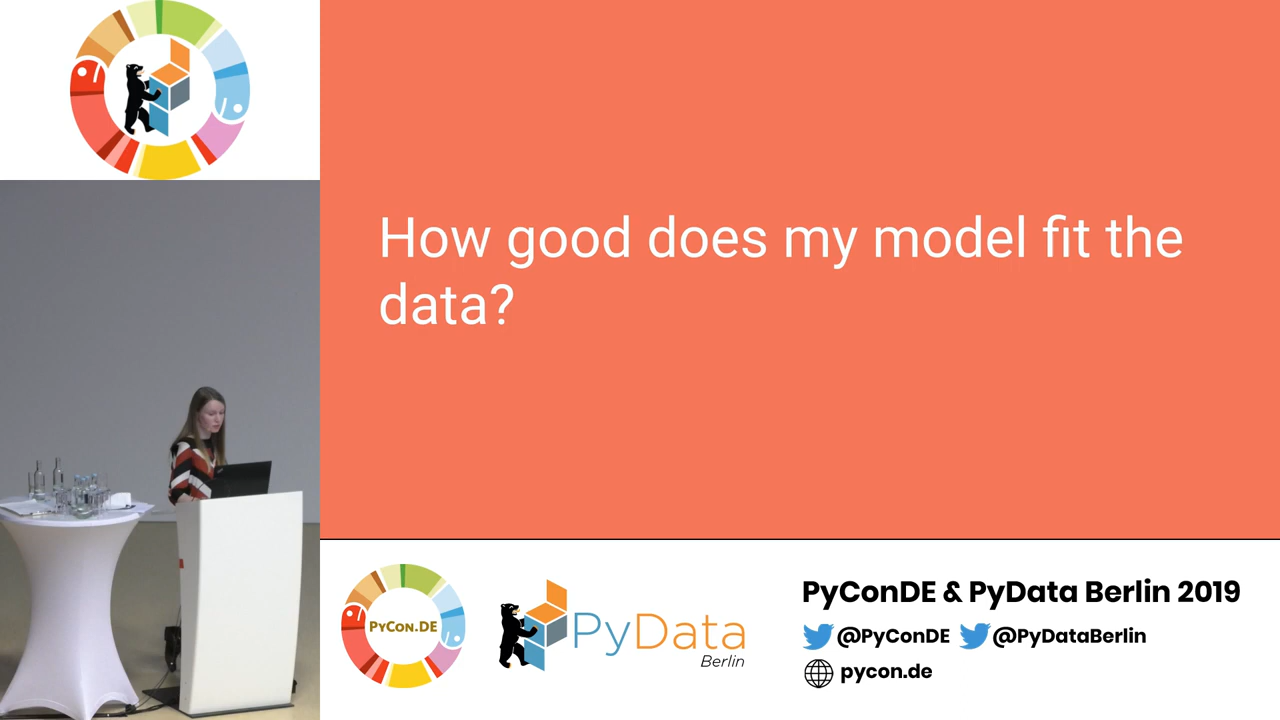 How good does my model fit the
data?
PyCon.DE
PyData
Berlin
PyConDE & PyData Berlin 2019
@PyConDE @PyDataBerlin
pycon.de